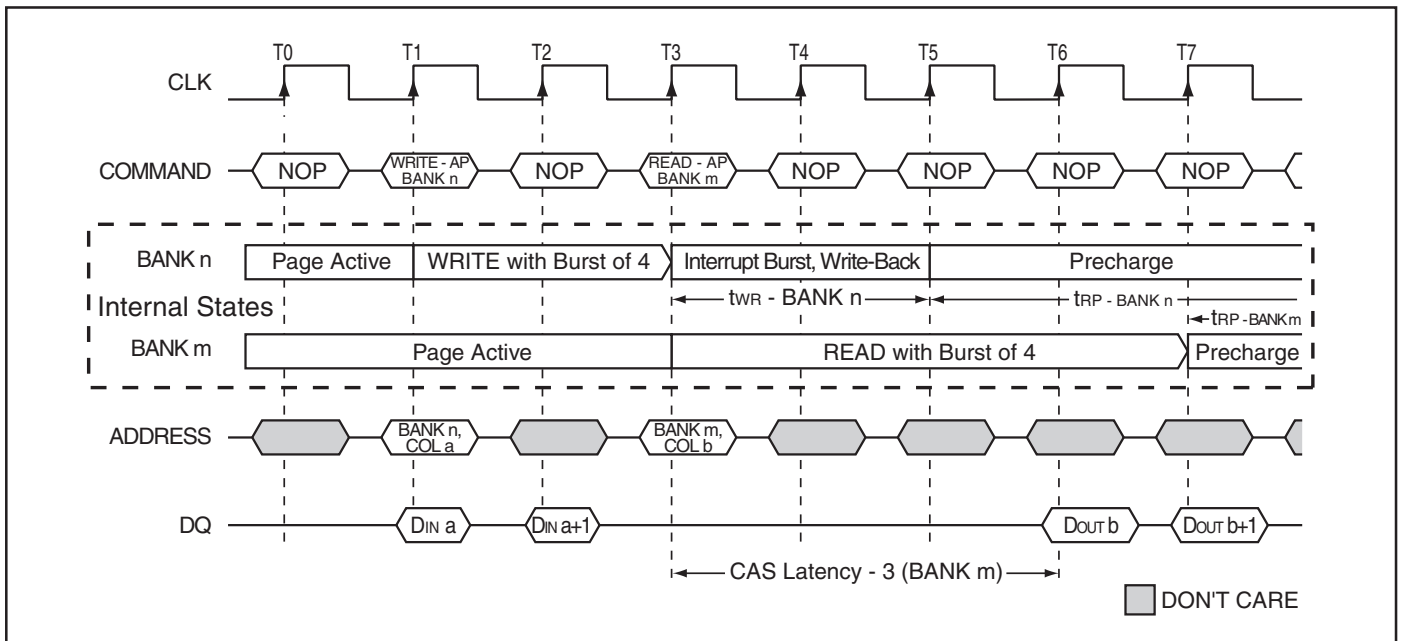 T0 T1 T2 T3 T4 T5 T6 T7
CLK
COMMAND NOP WRITE - AP BANK n NOP READ - AP BANK m NOP NOP NOP NOP
BANK n Page Active WRITE with Burst of 4 Interrupt Burst, Write-Back Precharge
tWR - BANK n tRP - BANK n
Internal States
tRP - BANK m
BANK m Page Active READ with Burst of 4 Precharge
ADDRESS BANK n, COL a BANK m, COL b
DQ DIN a DIN a+1 DOUT b DOUT b+1
CAS Latency - 3 (BANK m)
DON'T CARE